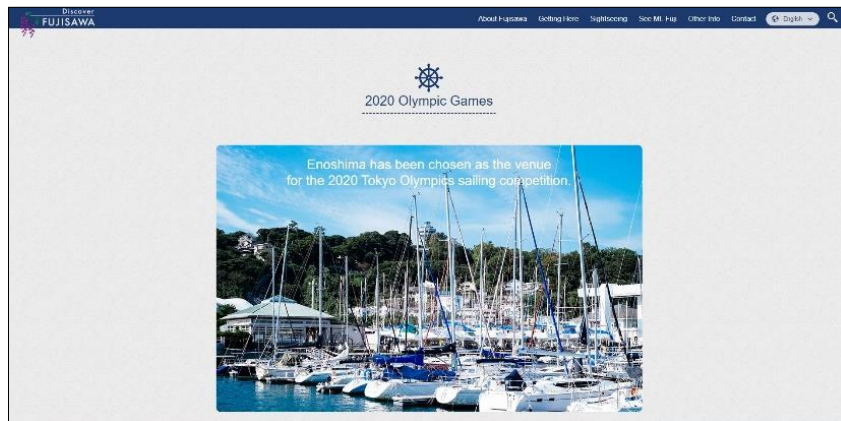 Discover
FUJISAWA
About Fujisawa Getting Here Sightseeing See Mt. Fuji Other Info Contact English
2020 Olympic Games
Enoshima has been chosen as the venue
for the 2020 Tokyo Olympics sailing competition.